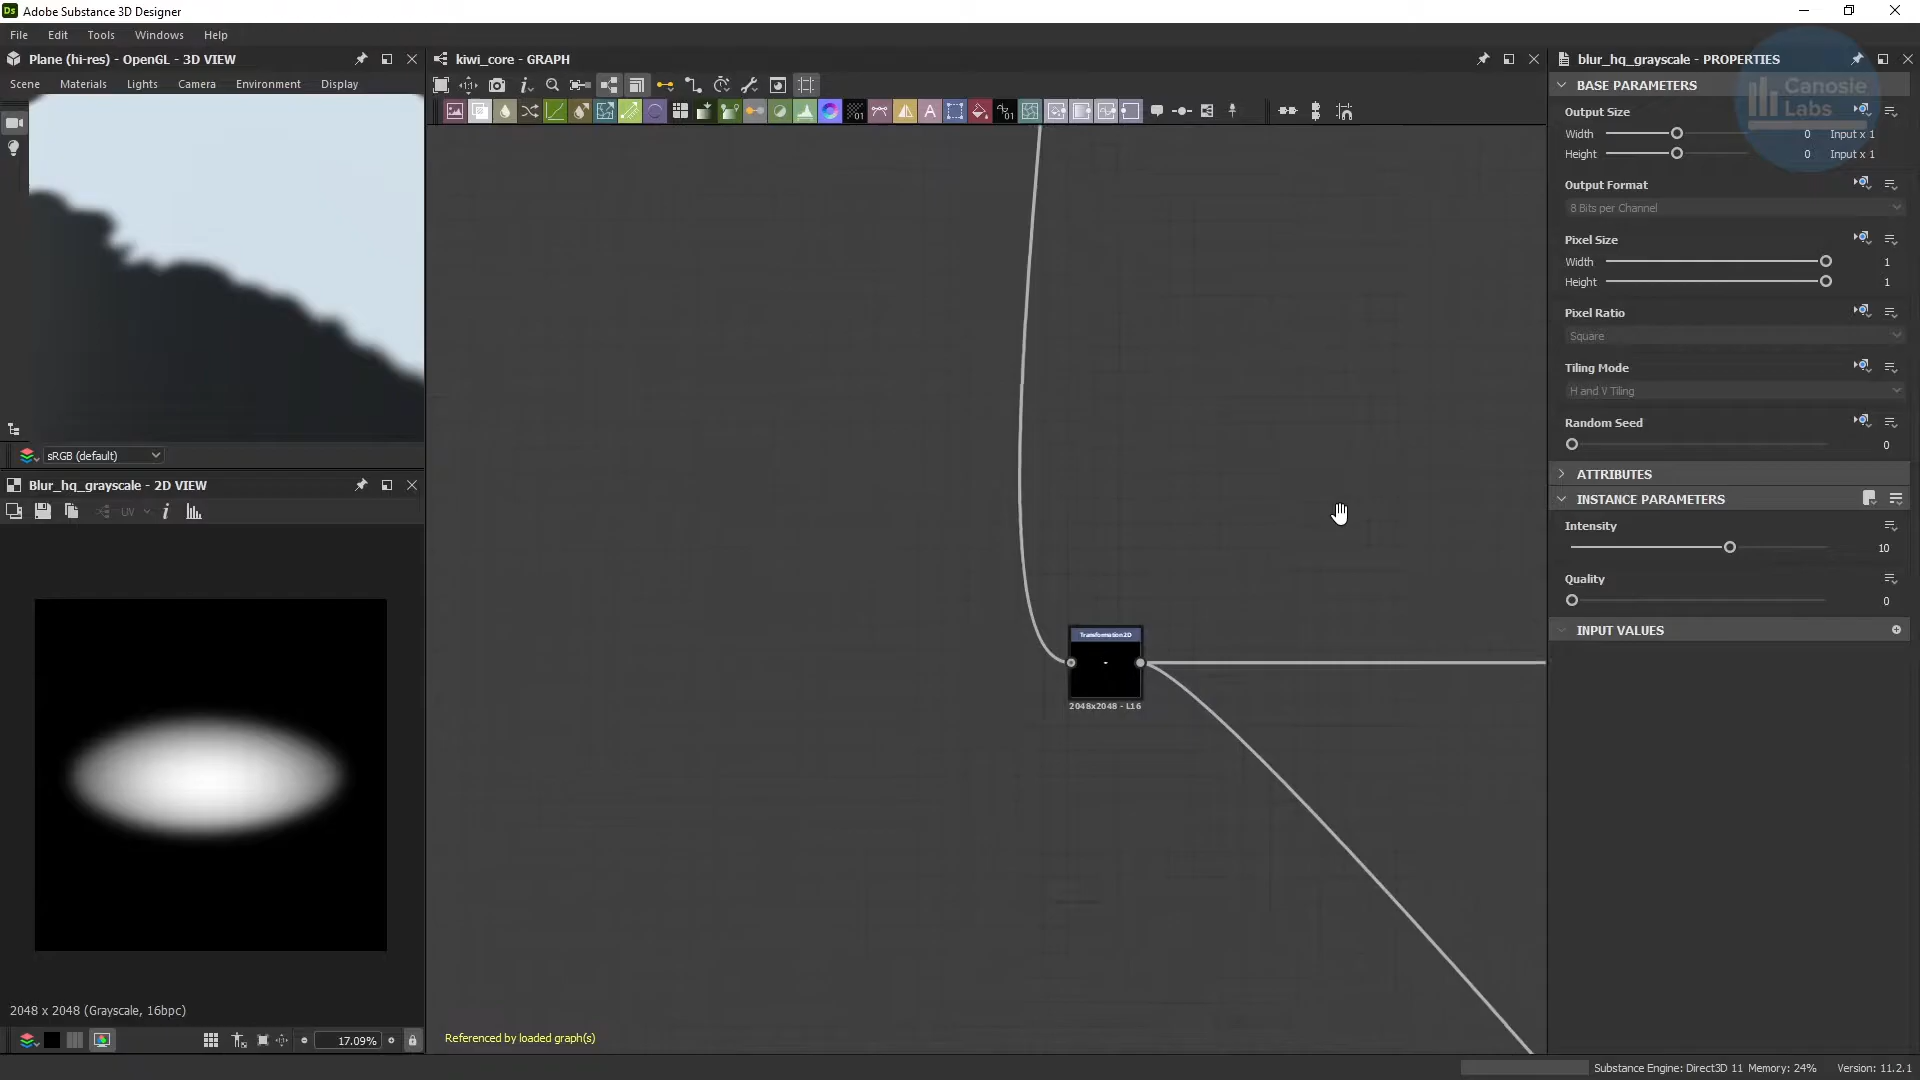 Ds Adobe Substance 3D Designer
File Edit Tools Windows Help
Plane (hi-res) - OpenGL - 3D VIEW
Scene Materials Lights Camera Environment Display
sRGB (default)
Blur_hq_grayscale - 2D VIEW
UV
i
2048 x 2048 (Grayscale, 16bpc)
17.09%
kiwi_core - GRAPH
Transformation 2D
2048x2048 - L16
Referenced by loaded graph(s)
blur_hq_grayscale - PROPERTIES
Canosie
Labs
BASE PARAMETERS
Output Size
Width 0 Input x 1
Height 0 Input x 1
Output Format
8 Bits per Channel
Pixel Size
Width 1
Height 1
Pixel Ratio
Square
Tiling Mode
H and V Tiling
Random Seed
0
ATTRIBUTES
INSTANCE PARAMETERS
Intensity
10
Quality
0
INPUT VALUES
Substance Engine: Direct3D 11 Memory: 24% Version: 11.2.1